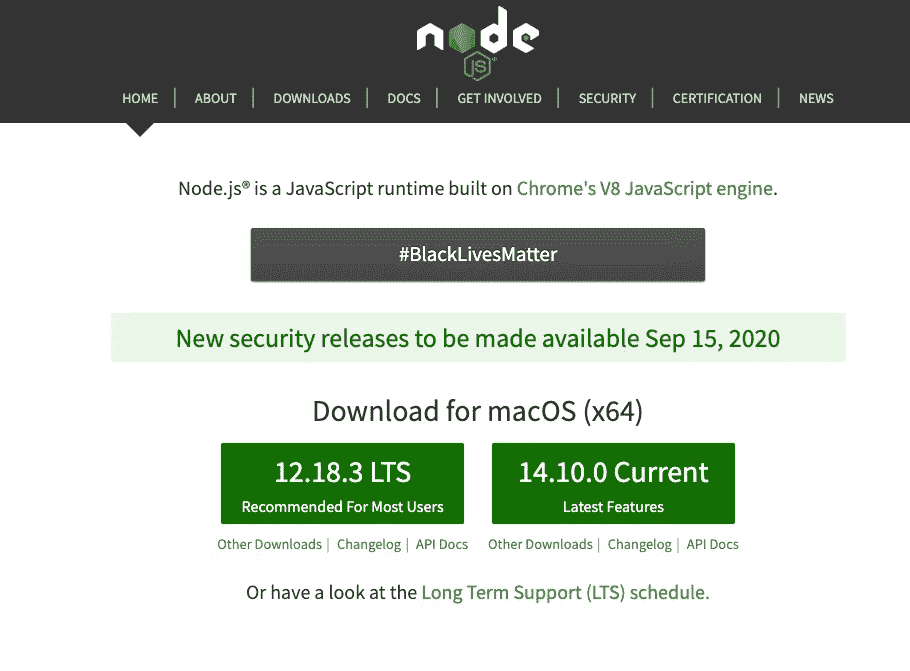 node
JS
HOME | ABOUT | DOWNLOADS | DOCS | GET INVOLVED | SECURITY | CERTIFICATION | NEWS
Node.js® is a JavaScript runtime built on Chrome's V8 JavaScript engine.
#BlackLivesMatter
New security releases to be made available Sep 15, 2020
Download for macOS (x64)
12.18.3 LTS
Recommended For Most Users
14.10.0 Current
Latest Features
Other Downloads | Changelog | API Docs
Other Downloads | Changelog | API Docs
Or have a look at the Long Term Support (LTS) schedule.